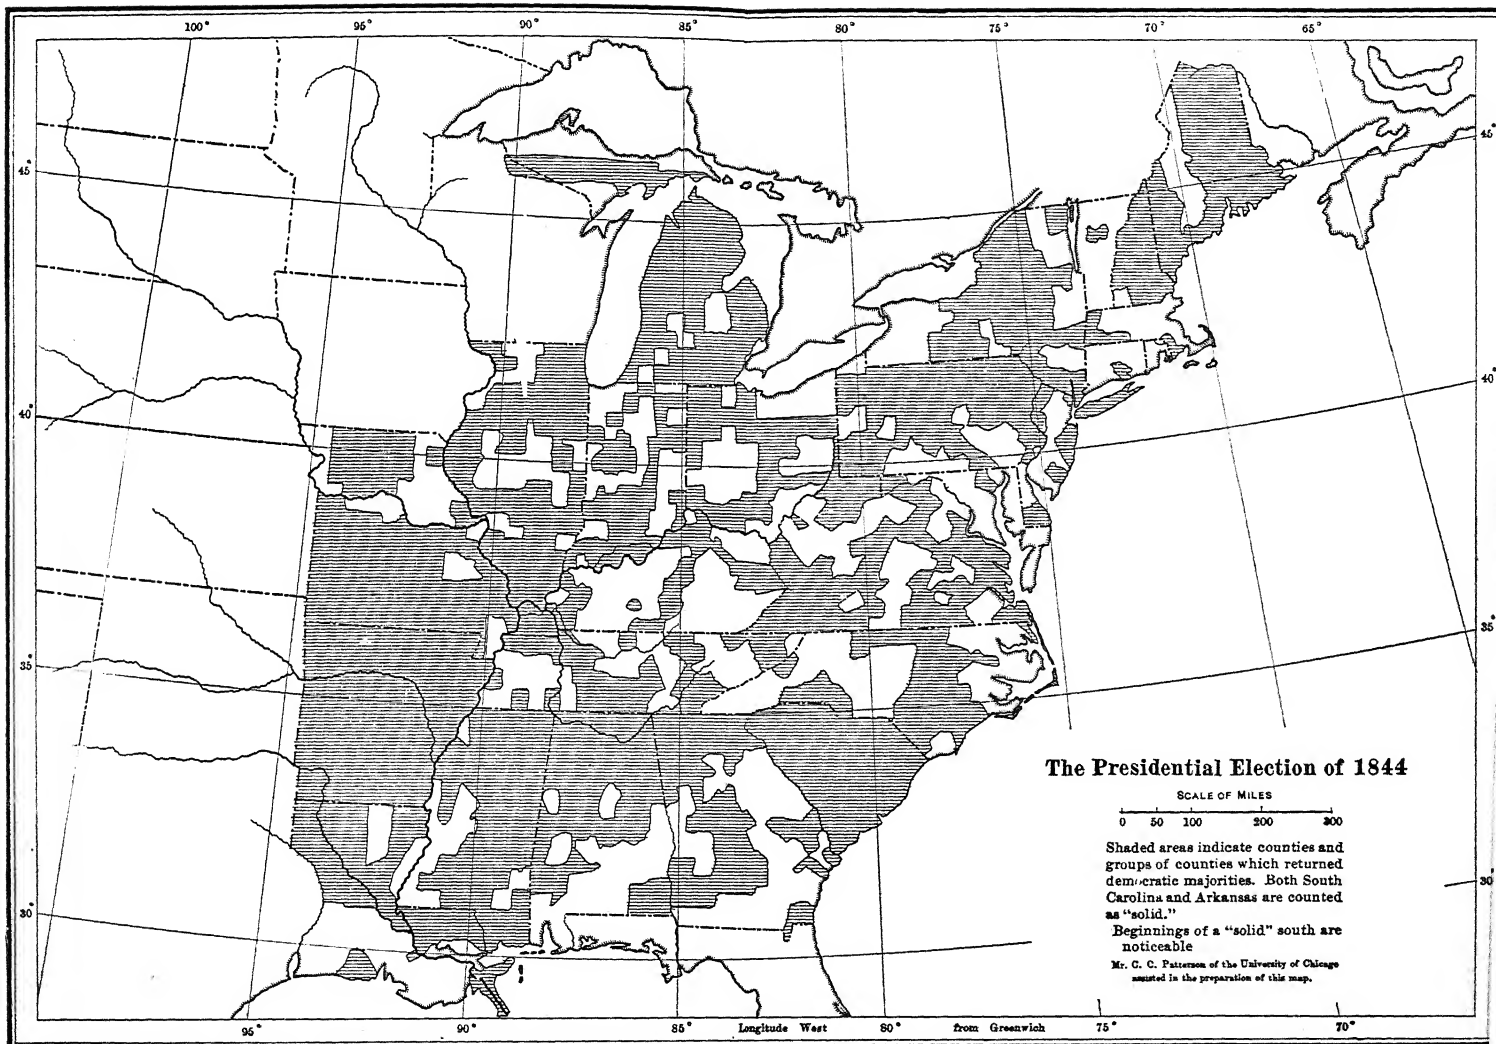 100° 95° 90° 85° 80° 75° 70° 65°
45° 45°
40° 40°
35° 35°
30° 30°
The Presidential Election of 1844
SCALE OF MILES
0 50 100 200 300
Shaded areas indicate counties and
groups of counties which returned
democratic majorities. Both South
Carolina and Arkansas are counted
as "solid."
Beginnings of a "solid" south are
noticeable
Mr. C. C. Patterson of the University of Chicago
assisted in the preparation of this map.
95° 90° 85° Longitude West 80° from Greenwich 75° 70°